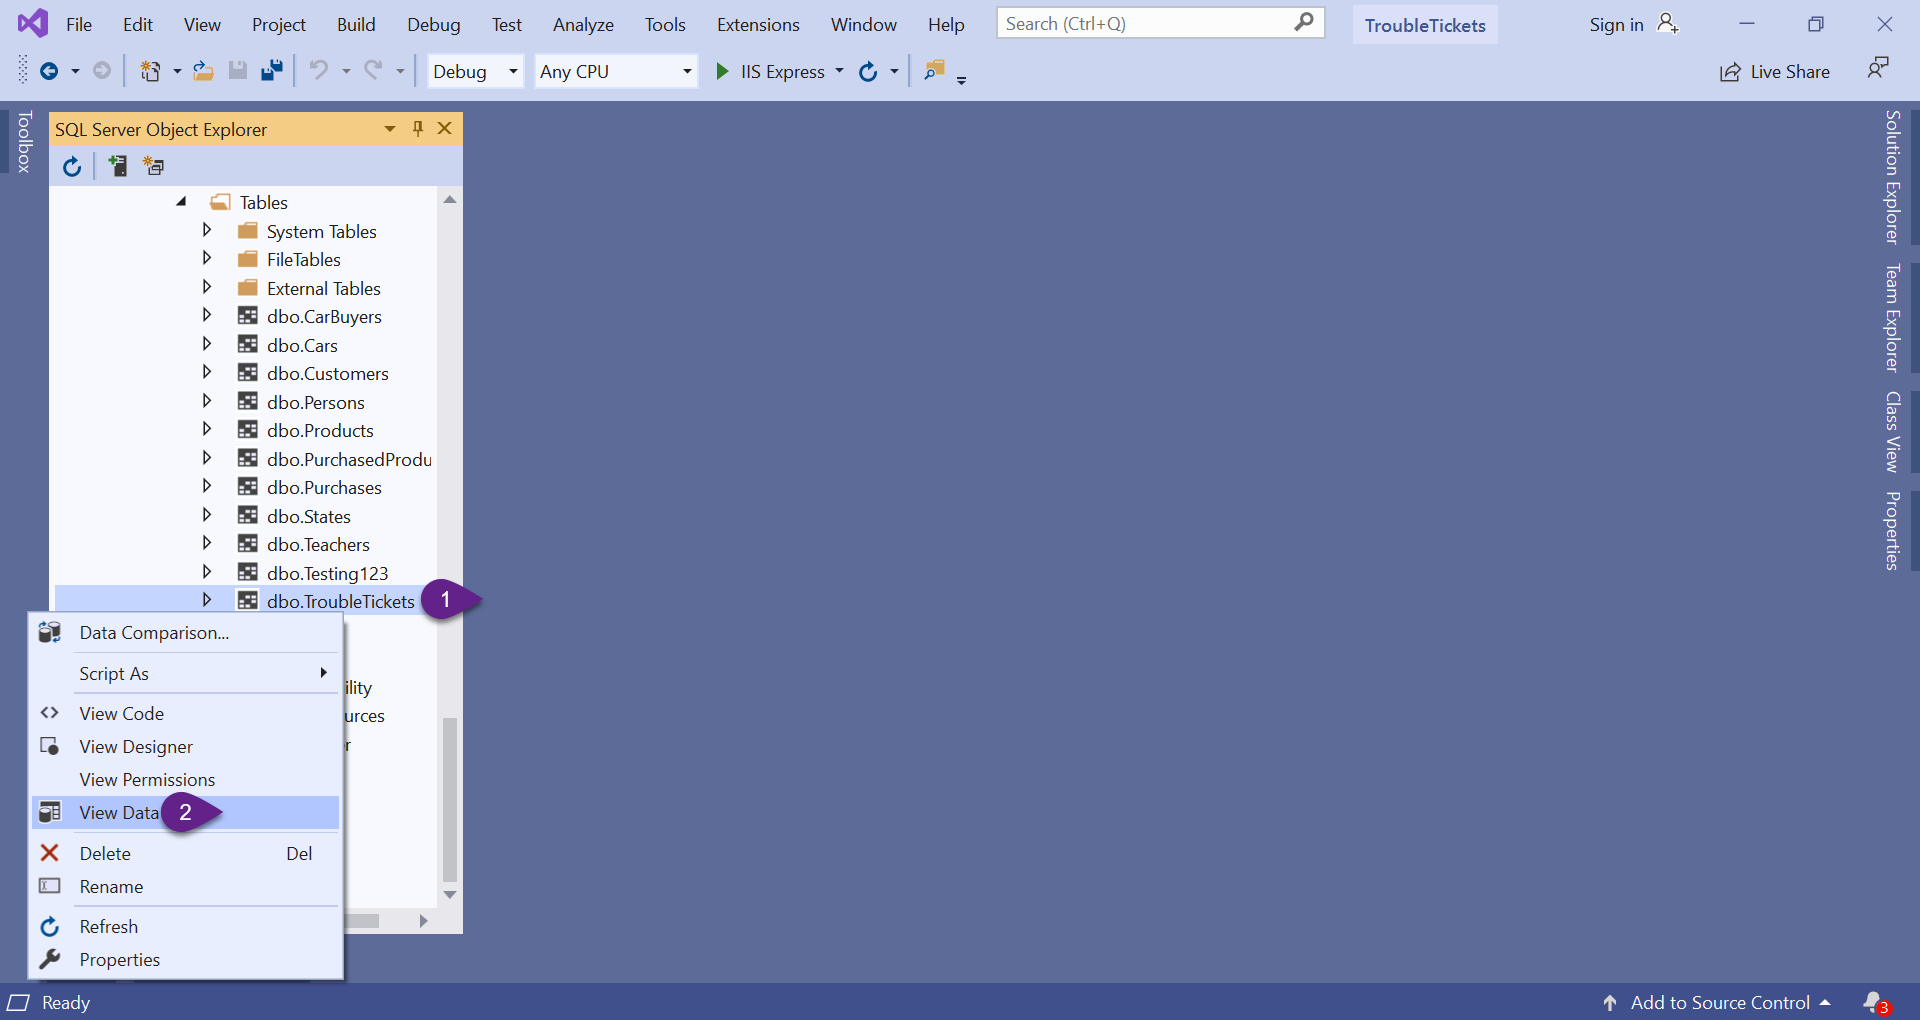 File Edit View Project Build Debug Test Analyze Tools Extensions Window Help Search (Ctrl+Q) TroubleTickets Sign in
Debug Any CPU IIS Express Live Share
Toolbox
SQL Server Object Explorer
Tables
System Tables
FileTables
External Tables
dbo.CarBuyers
dbo.Cars
dbo.Customers
dbo.Persons
dbo.Products
dbo.PurchasedProdu
dbo.Purchases
dbo.States
dbo.Teachers
dbo.Testing123
dbo.TroubleTickets 1
Data Comparison...
Script As
ility
View Code
urces
View Designer
r
View Permissions
View Data 2
Delete Del
Rename
Refresh
Properties
Solution Explorer
Team Explorer
Class View
Properties
Ready Add to Source Control 3